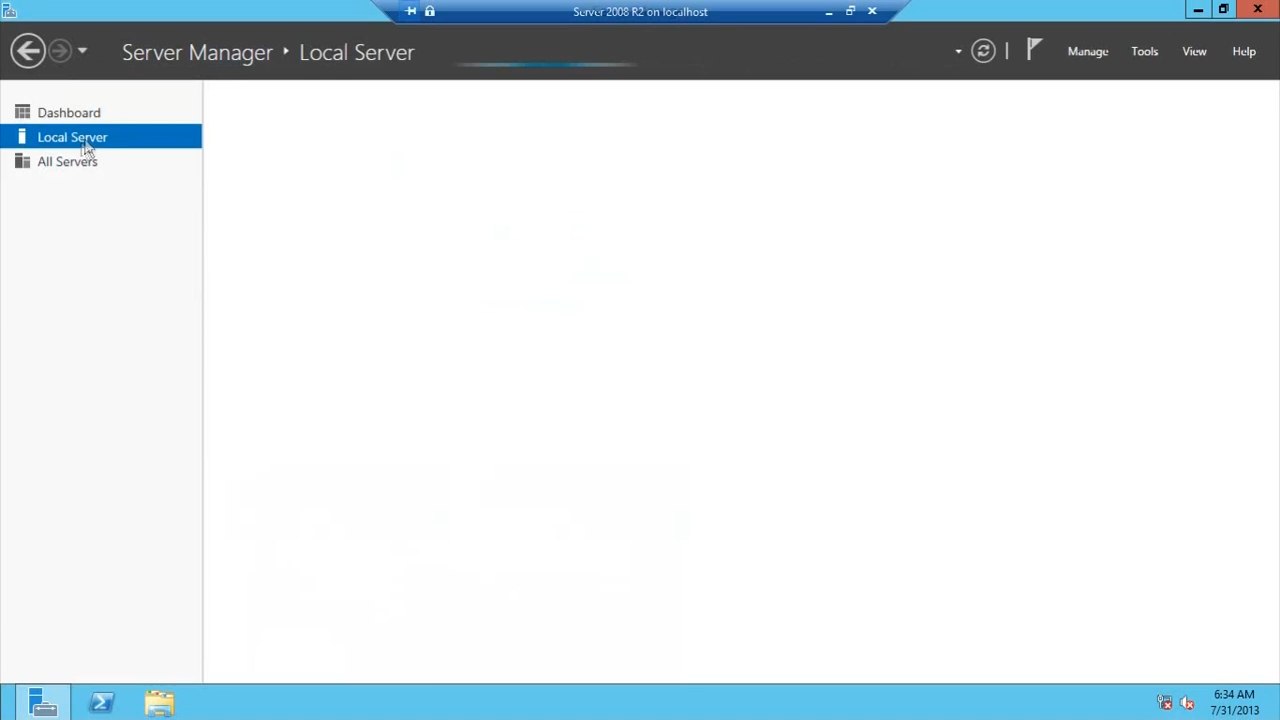 Server 2008 R2 on localhost
Server Manager ‣ Local Server
Manage Tools View Help
Dashboard
Local Server
All Servers
6:34 AM
7/31/2013